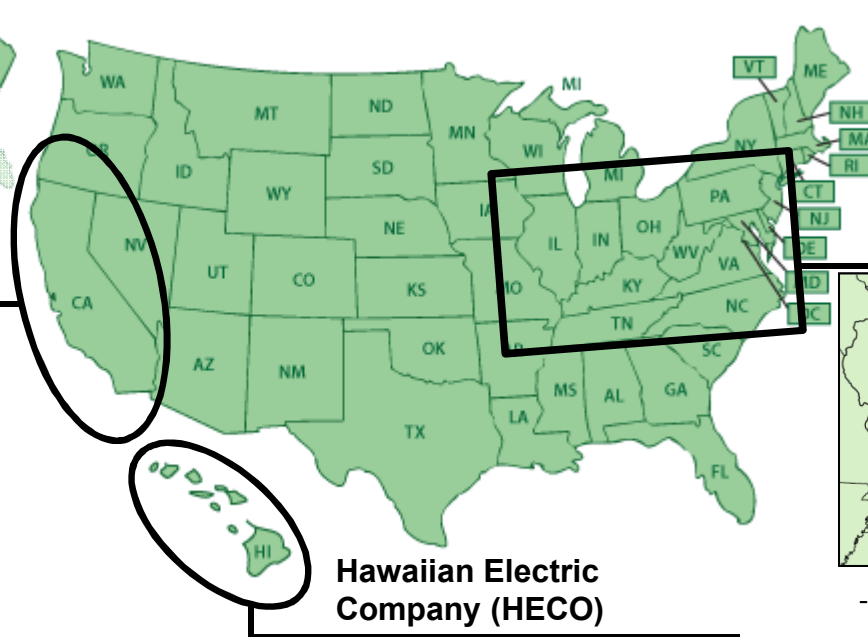 VT
ME
WA
MI
NH
MT
ND
MN
MA
OR
WI
NY
RI
ID
SD
MI
CT
WY
PA
IA
NJ
NE
OH
NV
IL
IN
DE
WV
UT
CO
VA
MD
KS
KY
MO
CA
NC
DC
TN
OK
AR
SC
AZ
NM
MS
AL
GA
LA
TX
FL
HI
Hawaiian Electric
Company (HECO)